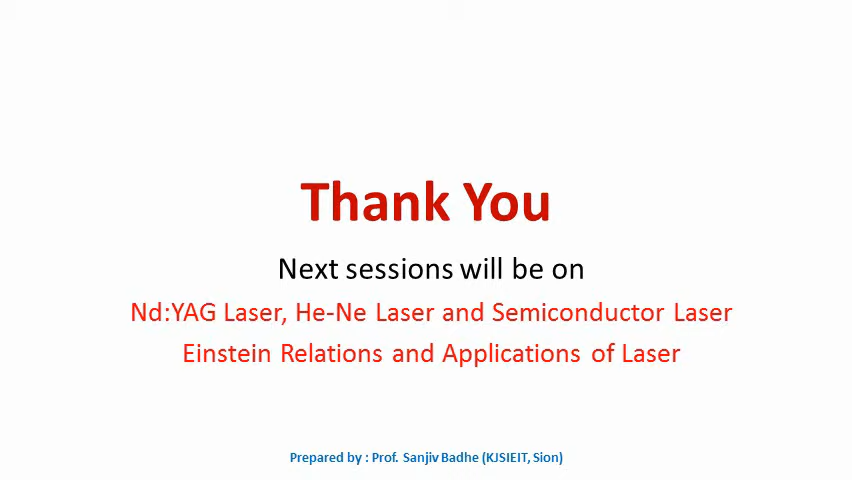 Thank You
Next sessions will be on
Nd:YAG Laser, He-Ne Laser and Semiconductor Laser
Einstein Relations and Applications of Laser
Prepared by : Prof. Sanjiv Badhe (KJSIEIT, Sion)